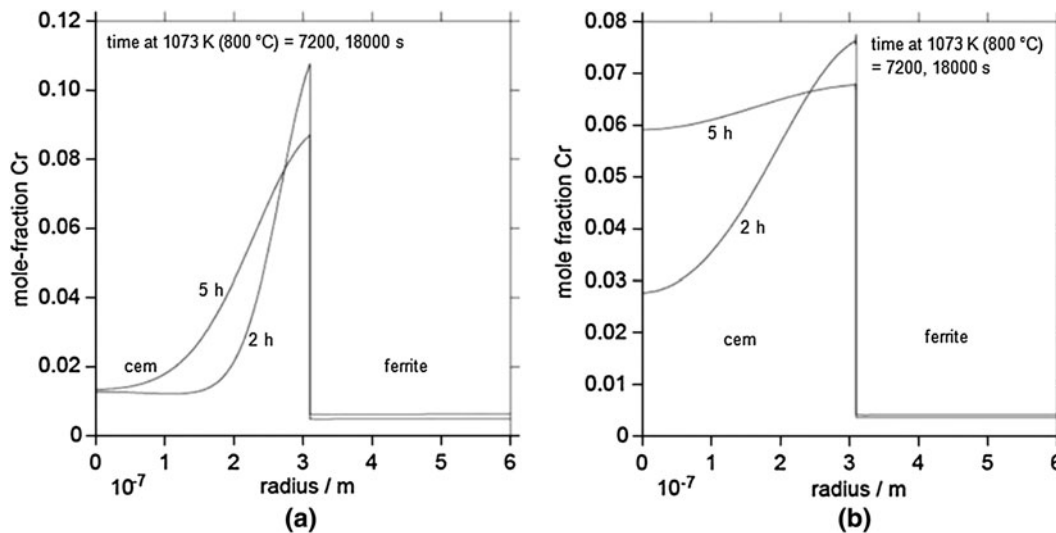 0.12
time at 1073 K (800 °C) = 7200, 18000 s
0.10
0.08
0.06
0.04
0.02
0
mole-fraction Cr
5 h
2 h
cem
ferrite
0 1 2 3 4 5 6
10-7
radius / m
(a)
0.08
time at 1073 K (800 °C)
= 7200, 18000 s
0.07
0.06
0.05
0.04
0.03
0.02
0.01
0
mole fraction Cr
5 h
2 h
cem
ferrite
0 1 2 3 4 5 6
10-7
radius / m
(b)